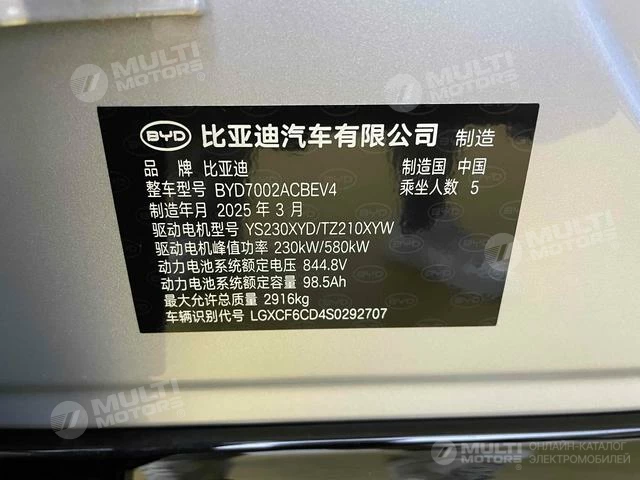 MULTI MOTORS®
MULTI MOTORS®
BYD 比亚迪汽车有限公司 制造
品 牌 比亚迪 制造国 中国
整车型号 BYD7002ACBEV4 乘坐人数 5
制造年月 2025 年 3 月
驱动电机型号 YS230XYD/TZ210XYW
驱动电机峰值功率 230kW/580kW
动力电池系统额定电压 844.8V
动力电池系统额定容量 98.5Ah
最大允许总质量 2916kg
车辆识别代号 LGXCF6CD4S0292707
MULTI MOTORS®
MULTI MOTORS®
MULTI MOTORS®
ОНЛАЙН-КАТАЛОГ
ЭЛЕКТРОМОБИЛЕЙ